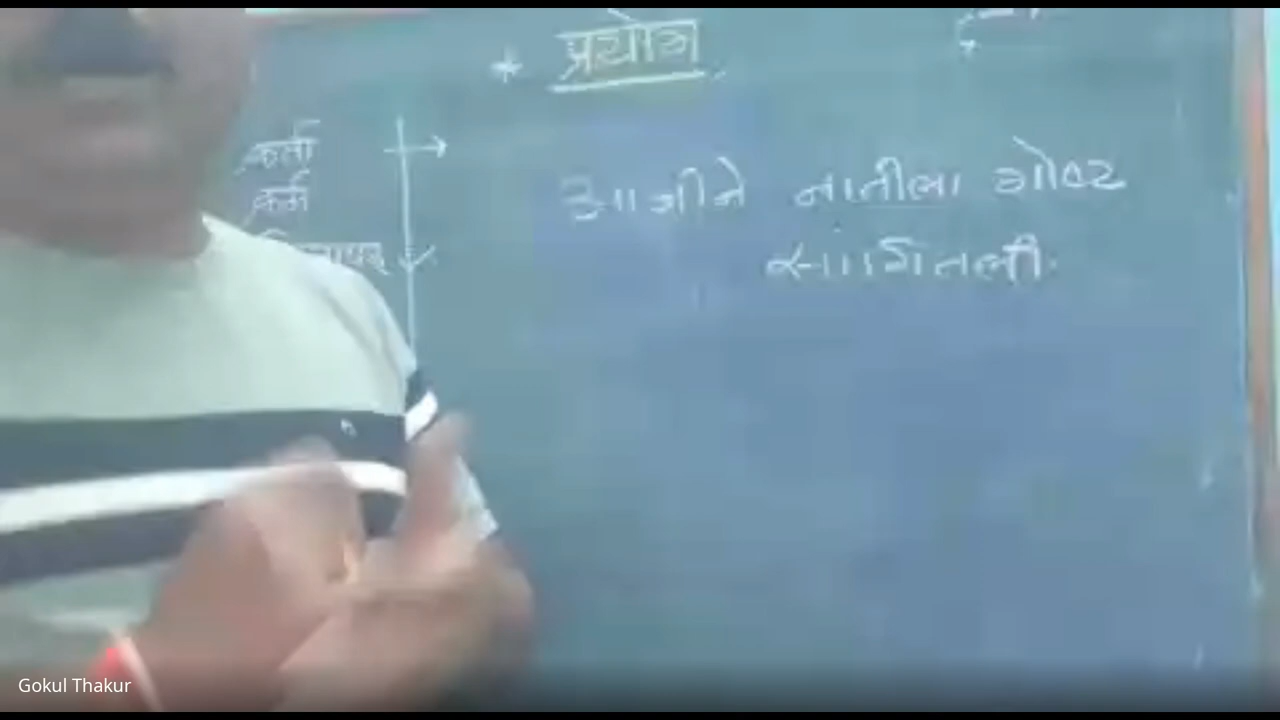 * प्रयोग
कर्ता
कर्म
आजीने नातीला गोष्ट
सांगितली.
Gokul Thakur